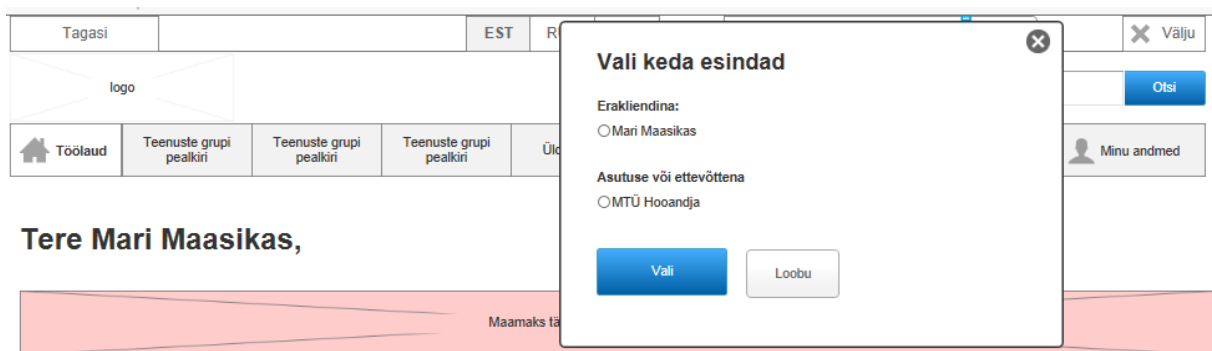 Tagasi
EST
Välju
logo
Otsi
Töölaud
Teenuste grupi
pealkiri
Teenuste grupi
pealkiri
Teenuste grupi
pealkiri
Minu andmed
Tere Mari Maasikas,
Maamaks
Vali keda esindad
Erakliendina:
Mari Maasikas
Asutuse või ettevõttena
MTÜ Hooandja
Vali
Loobu